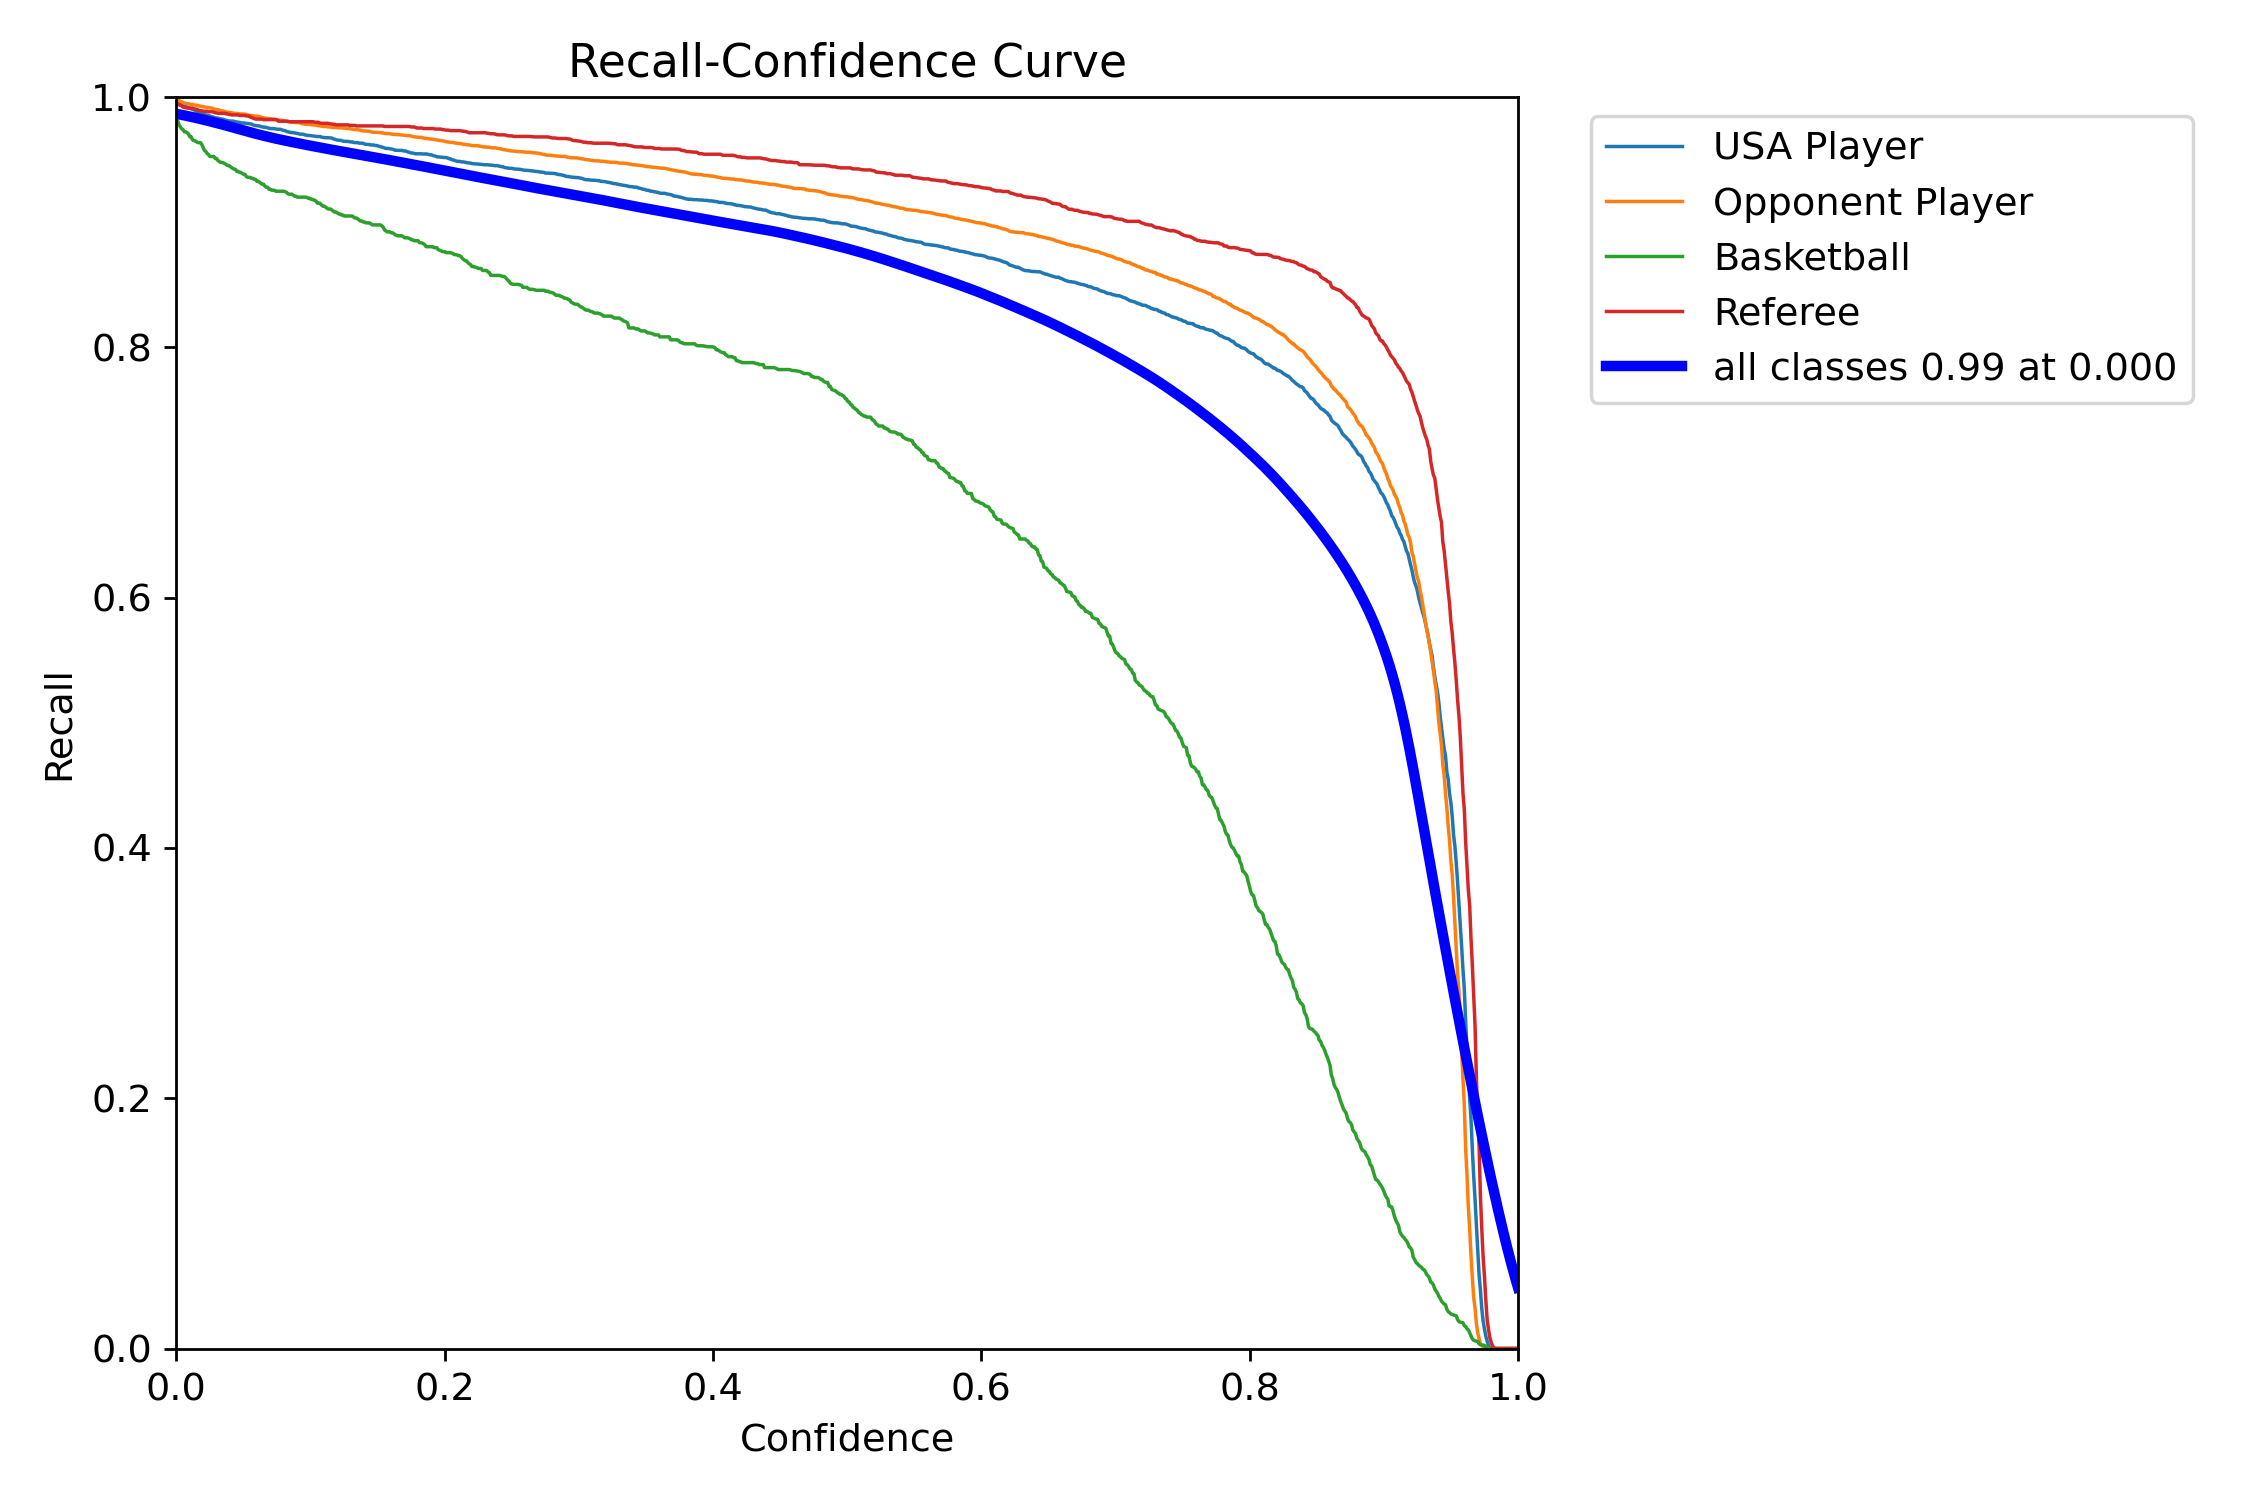 Recall-Confidence Curve
1.0
0.8
0.6
0.4
0.2
0.0
Recall
0.0 0.2 0.4 0.6 0.8 1.0
Confidence
USA Player
Opponent Player
Basketball
Referee
all classes 0.99 at 0.000